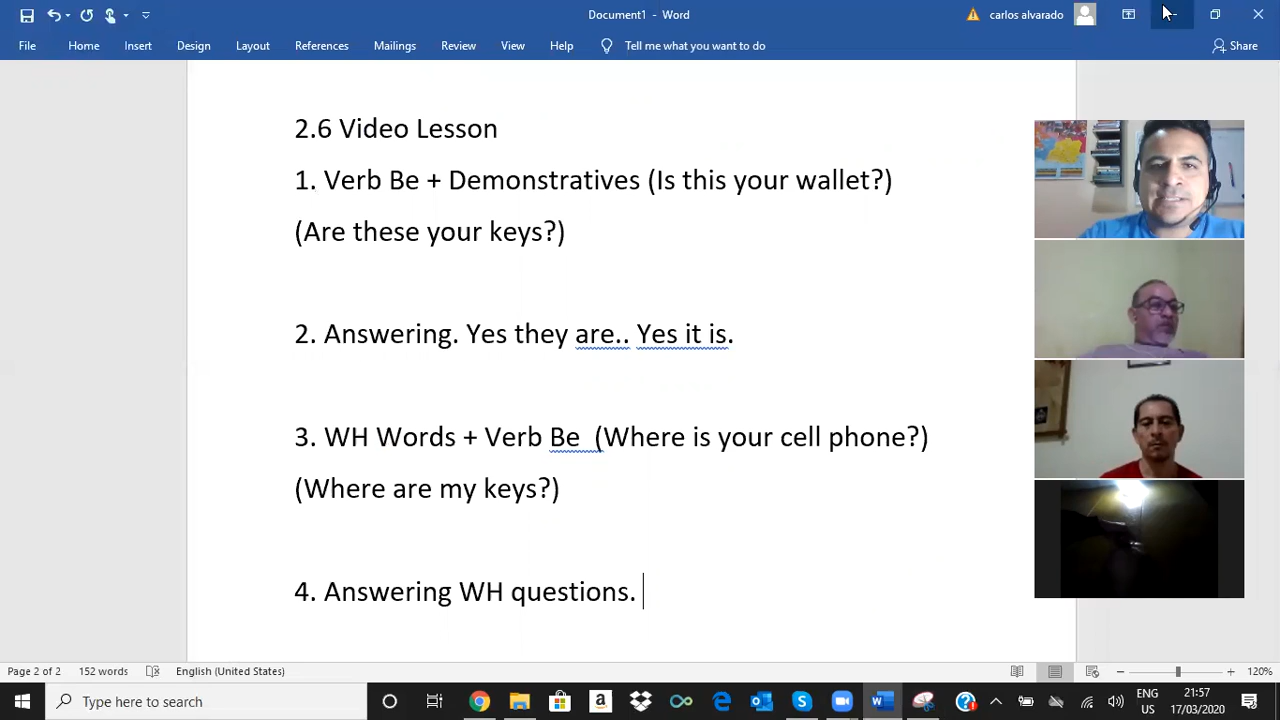 Document1 - Word
carlos alvarado
File Home Insert Design Layout References Mailings Review View Help Tell me what you want to do Share
2.6 Video Lesson
1. Verb Be + Demonstratives (Is this your wallet?)
(Are these your keys?)
2. Answering. Yes they are.. Yes it is.
3. WH Words + Verb Be (Where is your cell phone?)
(Where are my keys?)
4. Answering WH questions.
Page 2 of 2 152 words English (United States) 120%
Type here to search
ENG 21:57
US 17/03/2020